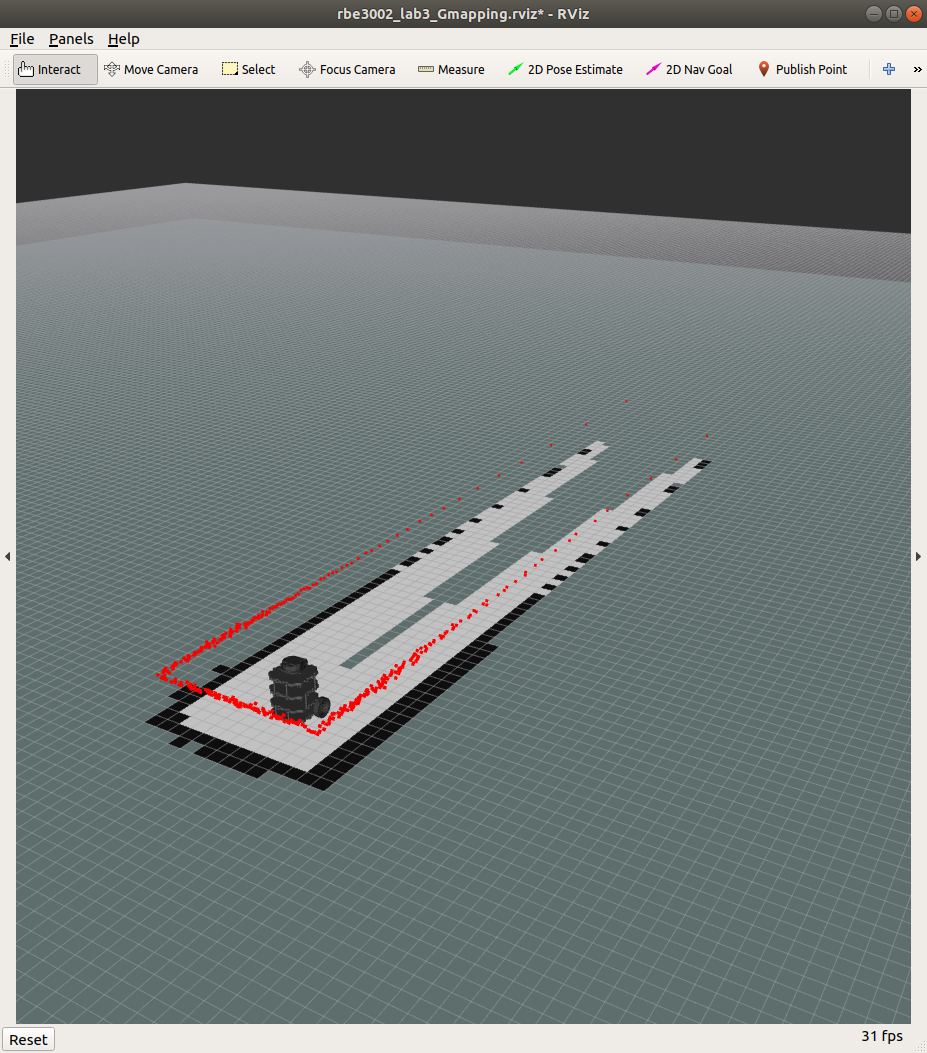 rbe3002_lab3_Gmapping.rviz* - RViz
File Panels Help
Interact Move Camera Select Focus Camera Measure 2D Pose Estimate 2D Nav Goal Publish Point »
Reset 31 fps